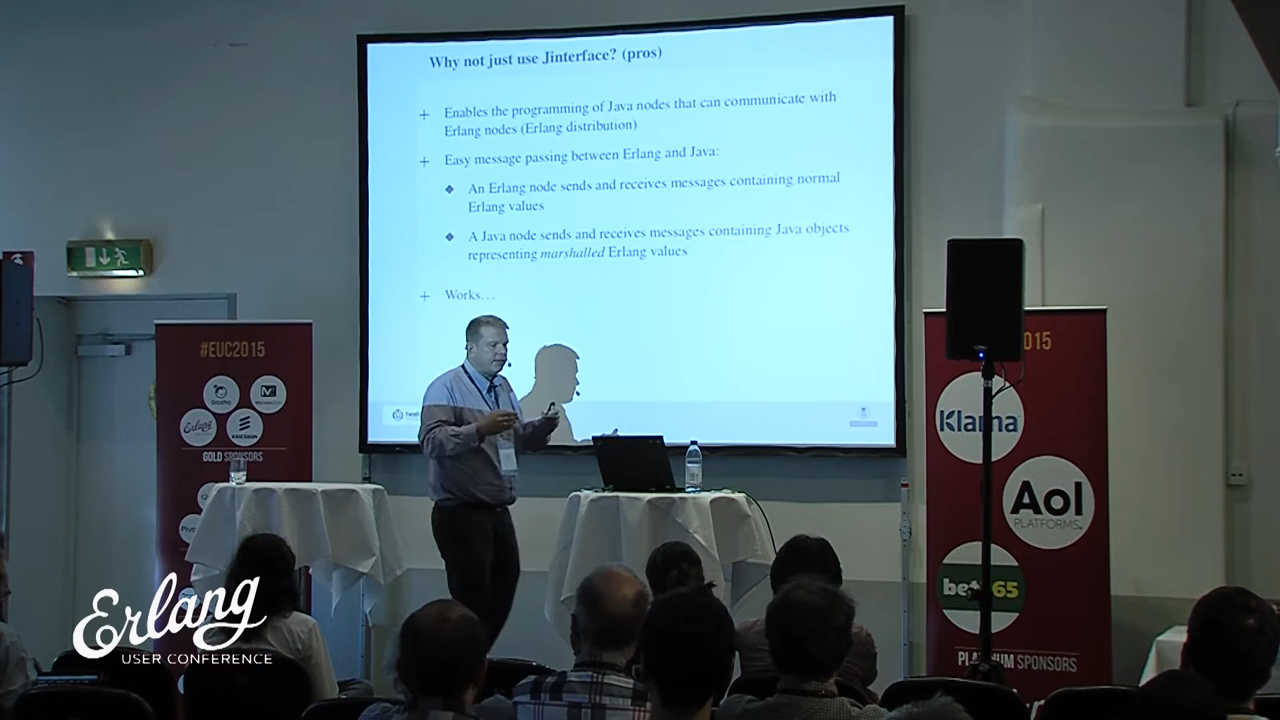 Why not just use Jinterface? (pros)
+ Enables the programming of Java nodes that can communicate with
Erlang nodes (Erlang distribution)
+ Easy message passing between Erlang and Java:
❖ An Erlang node sends and receives messages containing normal
Erlang values
❖ A Java node sends and receives messages containing Java objects
representing marshalled Erlang values
+ Works…
#EUC2015
basho
Erlang
ERICSSON
GOLD SPONSORS
015
Klarna
Aol.
PLATFORMS
bet365
PLATINUM SPONSORS
Erlang
USER CONFERENCE